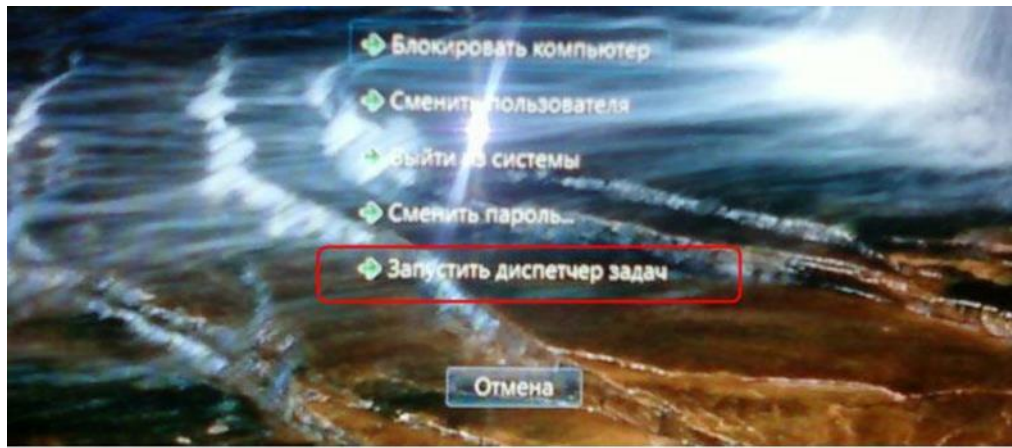 Блокировать компьютер
Сменить пользователя
Выйти из системы
Сменить пароль...
Запустить диспетчер задач
Отмена